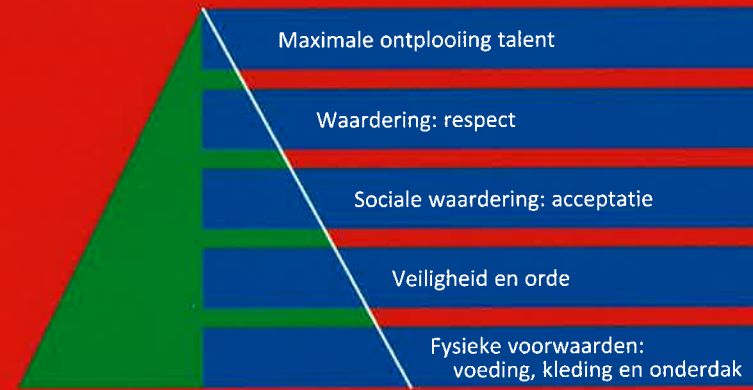 Maximale ontplooiing talent
Waardering: respect
Sociale waardering: acceptatie
Veiligheid en orde
Fysieke voorwaarden:
voeding, kleding en onderdak